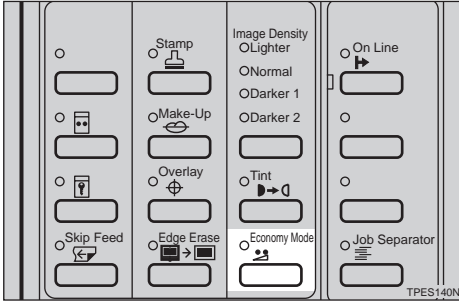 Stamp
Image Density
Lighter
Normal
Darker 1
Darker 2
On Line
Make-Up
Overlay
Tint
Skip Feed
Edge Erase
Economy Mode
Job Separator
TPES140N